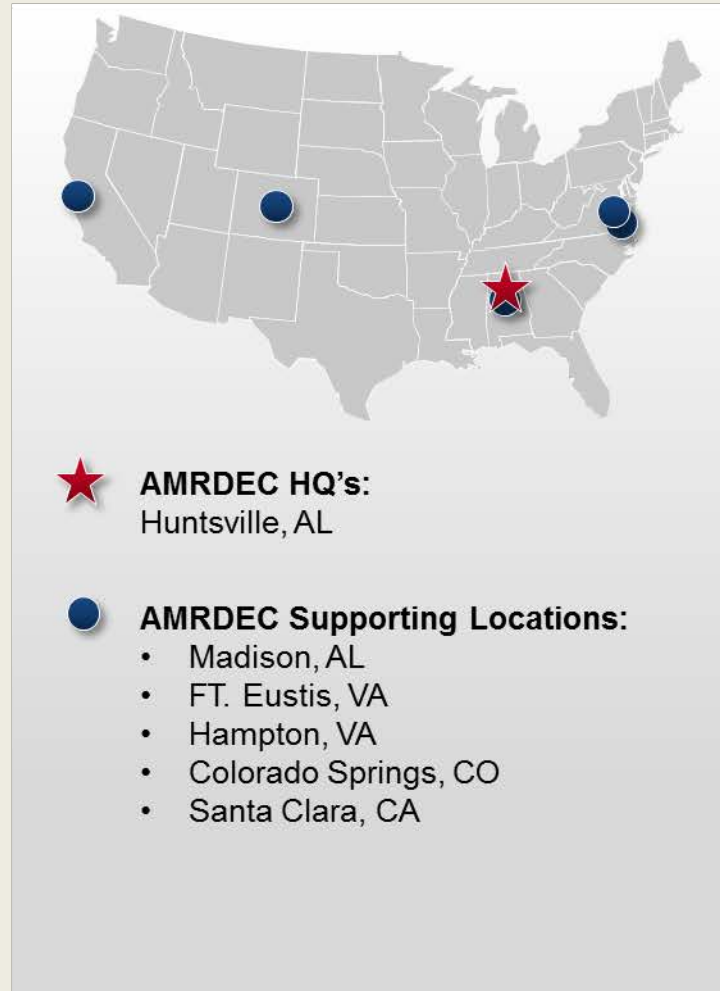 AMRDEC HQ's:
Huntsville, AL
AMRDEC Supporting Locations:
• Madison, AL
• FT. Eustis, VA
• Hampton, VA
• Colorado Springs, CO
• Santa Clara, CA